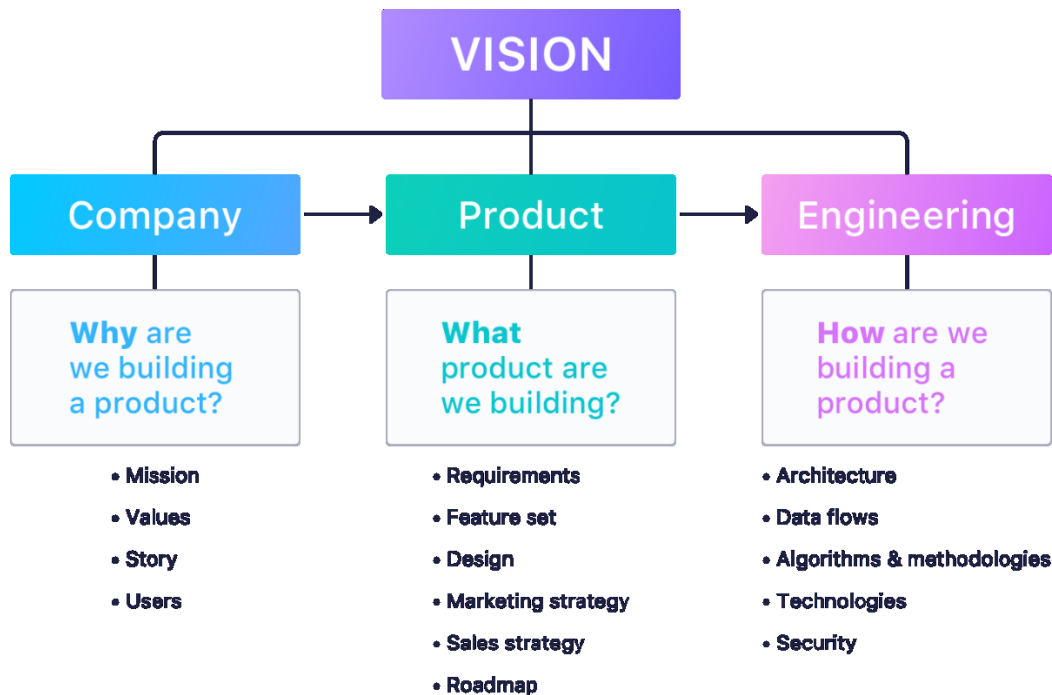 VISION
Company
Product
Engineering
Why are
we building
a product?
What
product are
we building?
How are we
building a
product?
• Mission
• Values
• Story
• Users
• Requirements
• Feature set
• Design
• Marketing strategy
• Sales strategy
• Roadmap
• Architecture
• Data flows
• Algorithms & methodologies
• Technologies
• Security